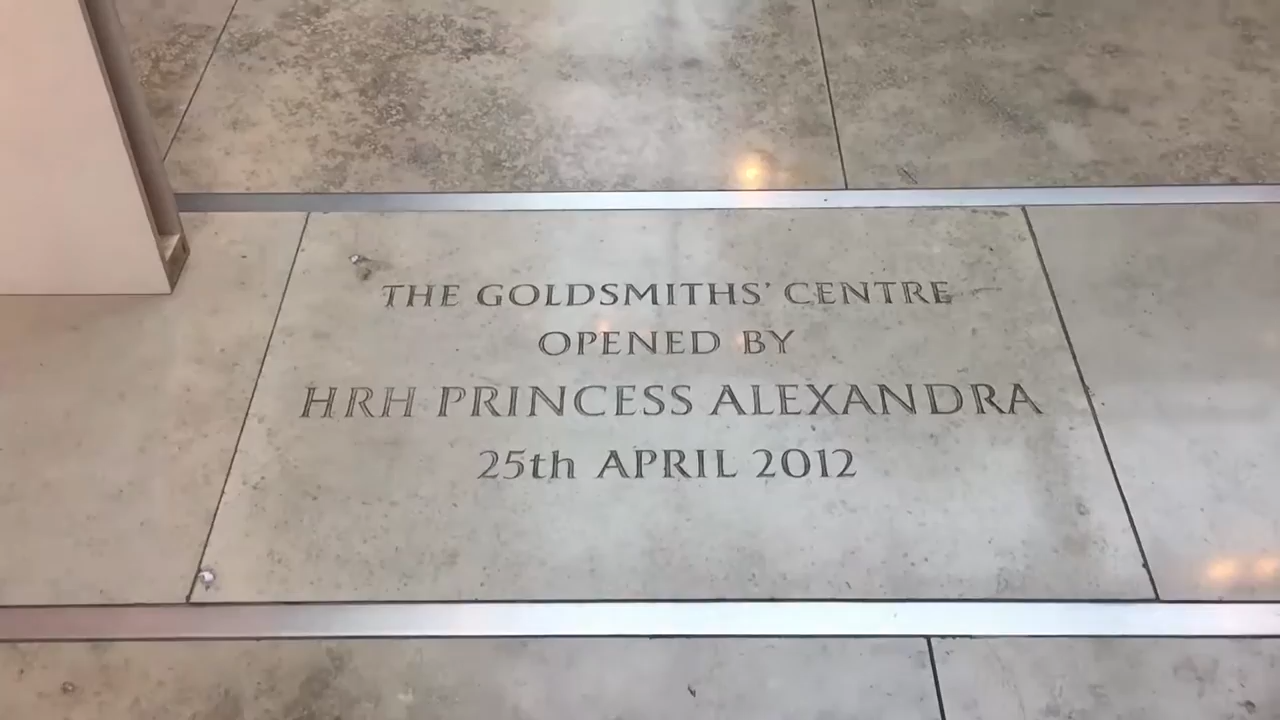 THE GOLDSMITHS' CENTRE
OPENED BY
HRH PRINCESS ALEXANDRA
25th APRIL 2012